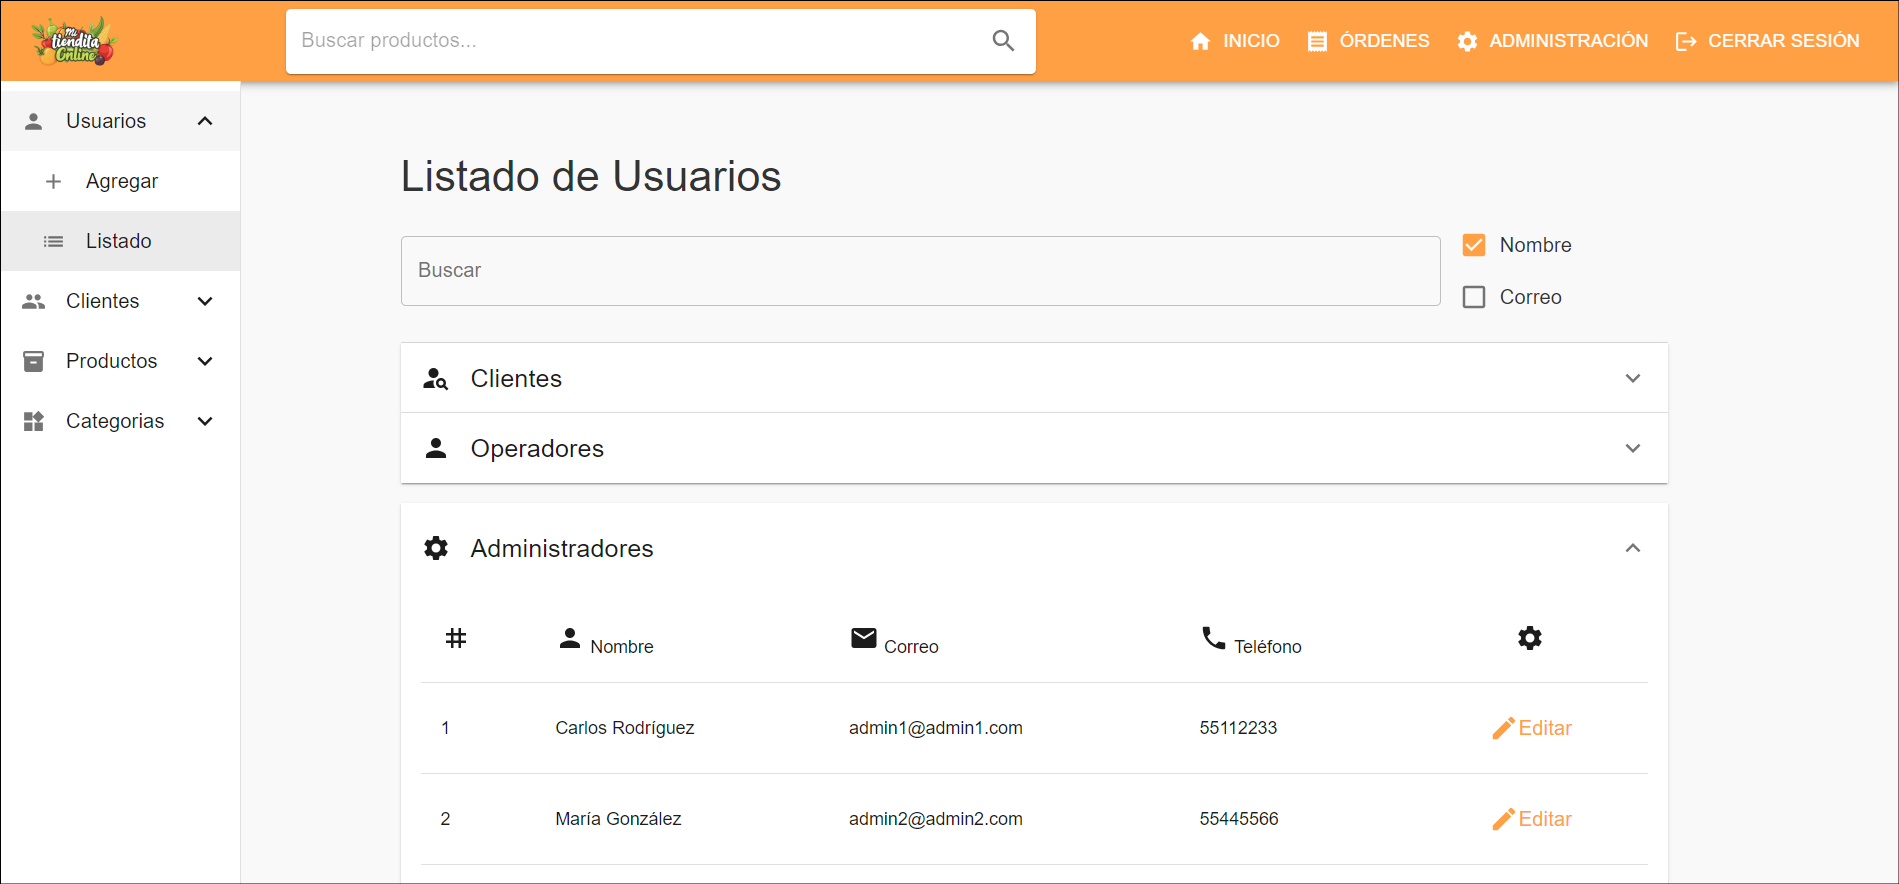 Mi
tiendita
Online
Buscar productos...
INICIO
ÓRDENES
ADMINISTRACIÓN
CERRAR SESIÓN
Usuarios
Agregar
Listado
Clientes
Productos
Categorias
Listado de Usuarios
Buscar
Nombre
Correo
Clientes
Operadores
Administradores
# Nombre Correo Teléfono
1 Carlos Rodríguez admin1@admin1.com 55112233 Editar
2 María González admin2@admin2.com 55445566 Editar